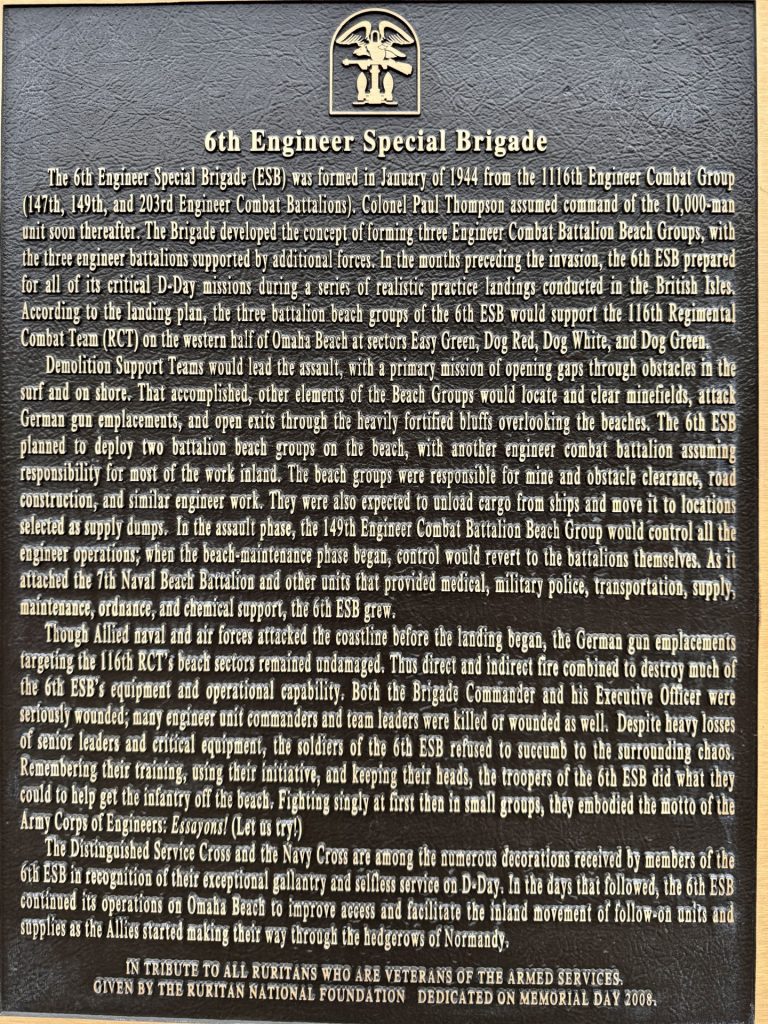 6th Engineer Special Brigade
The 6th Engineer Special Brigade (ESB) was formed in January of 1944 from the 1116th Engineer Combat Group
(147th, 149th, and 203rd Engineer Combat Battalions). Colonel Paul Thompson assumed command of the 10,000-man
unit soon thereafter. The Brigade developed the concept of forming three Engineer Combat Battalion Beach Groups, with
the three engineer battalions supported by additional forces. In the months preceding the invasion, the 6th ESB prepared
for all of its critical D-Day missions during a series of realistic practice landings conducted in the British Isles.
According to the landing plan, the three battalion beach groups of the 6th ESB would support the 116th Regimental
Combat Team (RCT) on the western half of Omaha Beach at sectors Easy Green, Dog Red, Dog White, and Dog Green.
Demolition Support Teams would lead the assault, with a primary mission of opening gaps through obstacles in the
surf and on shore. That accomplished, other elements of the Beach Groups would locate and clear minefields, attack
German gun emplacements, and open exits through the heavily fortified bluffs overlooking the beaches. The 6th ESB
planned to deploy two battalion beach groups on the beach, with another engineer combat battalion assuming
responsibility for most of the work inland. The beach groups were responsible for mine and obstacle clearance, road
construction, and similar engineer work. They were also expected to unload cargo from ships and move it to locations
selected as supply dumps. In the assault phase, the 149th Engineer Combat Battalion Beach Group would control all the
engineer operations; when the beach-maintenance phase began, control would revert to the battalions themselves. As it
attached the 7th Naval Beach Battalion and other units that provided medical, military police, transportation, supply,
maintenance, ordnance, and chemical support, the 6th ESB grew.
Though Allied naval and air forces attacked the coastline before the landing began, the German gun emplacements
targeting the 116th RCT's beach sectors remained undamaged. Thus direct and indirect fire combined to destroy much of
the 6th ESB's equipment and operational capability. Both the Brigade Commander and his Executive Officer were
seriously wounded; many engineer unit commanders and team leaders were killed or wounded as well. Despite heavy losses
of senior leaders and critical equipment, the soldiers of the 6th ESB refused to succumb to the surrounding chaos.
Remembering their training, using their initiative, and keeping their heads, the troopers of the 6th ESB did what they
could to help get the infantry off the beach. Fighting singly at first then in small groups, they embodied the motto of the
Army Corps of Engineers: Essayons! (Let us try!)
The Distinguished Service Cross and the Navy Cross are among the numerous decorations received by members of the
6th ESB in recognition of their exceptional gallantry and selfless service on D-Day. In the days that followed, the 6th ESB
continued its operations on Omaha Beach to improve access and facilitate the inland movement of follow-on units and
supplies as the Allies started making their way through the hedgerows of Normandy.
IN TRIBUTE TO ALL RURITANS WHO ARE VETERANS OF THE ARMED SERVICES.
GIVEN BY THE RURITAN NATIONAL FOUNDATION DEDICATED ON MEMORIAL DAY 2008.